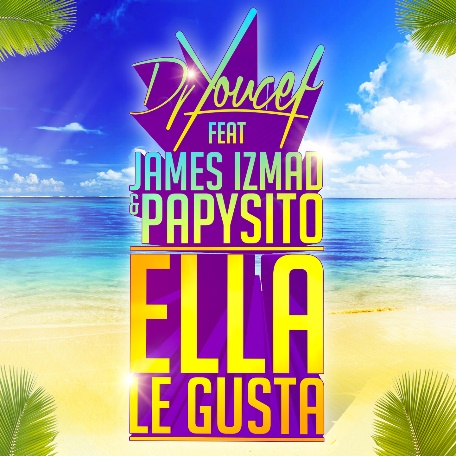 Dj Youcef
FEAT
JAMES IZMAD
& PAPYSITO
ELLA
LE GUSTA